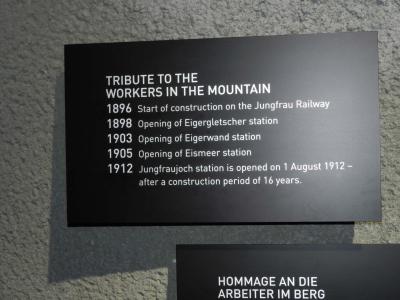 TRIBUTE TO THE
WORKERS IN THE MOUNTAIN
1896 Start of construction on the Jungfrau Railway
1898 Opening of Eigergletscher station
1903 Opening of Eigerwand station
1905 Opening of Eismeer station
1912 Jungfraujoch station is opened on 1 August 1912 –
after a construction period of 16 years.
HOMMAGE AN DIE
ARBEITER IM BERG